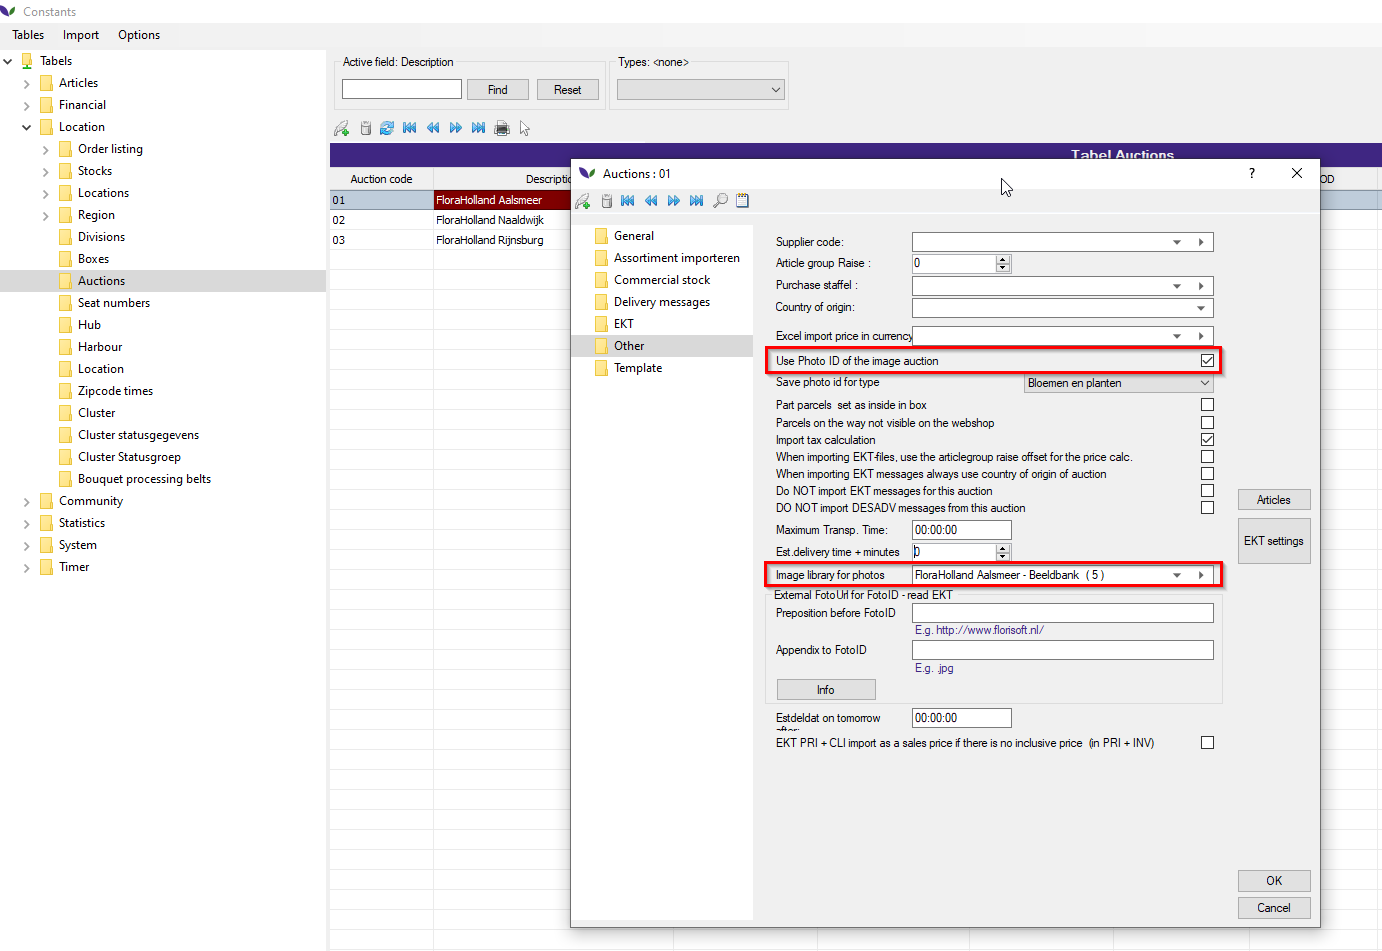 Constants
Tables Import Options
Tabels
Articles
Financial
Location
Order listing
Stocks
Locations
Region
Divisions
Boxes
Auctions
Seat numbers
Hub
Harbour
Location
Zipcode times
Cluster
Cluster statusgegevens
Cluster Statusgroep
Bouquet processing belts
Community
Statistics
System
Timer
Active field: Description
Find Reset
Types: <none>
Tabel Auctions
Auction code
01 FloraHolland Aalsmeer
02 FloraHolland Naaldwijk
03 FloraHolland Rijnsburg
Auctions : 01
?
General
Assortiment importeren
Commercial stock
Delivery messages
EKT
Other
Template
Supplier code:
Article group Raise : 0
Purchase staffel :
Country of origin:
Excel import price in currency
Use Photo ID of the image auction
Save photo id for type Bloemen en planten
Part parcels set as inside in box
Parcels on the way not visible on the webshop
Import tax calculation
When importing EKT-files, use the articlegroup raise offset for the price calc.
When importing EKT messages always use country of origin of auction
Do NOT import EKT messages for this auction
DO NOT import DESADV messages from this auction
Maximum Transp. Time: 00:00:00
Est.delivery time + minutes 0
Image library for photos FloraHolland Aalsmeer - Beeldbank ( 5 )
External FotoUrl for FotoID - read EKT
Preposition before FotoID
E.g. http://www.florisoft.nl/
Appendix to FotoID
E.g. .jpg
Info
Estdeldat on tomorrow
after: 00:00:00
EKT PRI + CLI import as a sales price if there is no inclusive price (in PRI + INV)
Articles
EKT settings
OK
Cancel